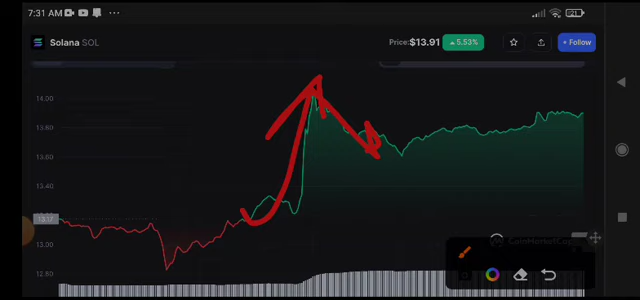 7:31 AM
21
Solana SOL
Price: $13.91
5.53%
+ Follow
14.00
13.80
13.60
13.40
13.17
13.00
12.80
CoinMarketCap